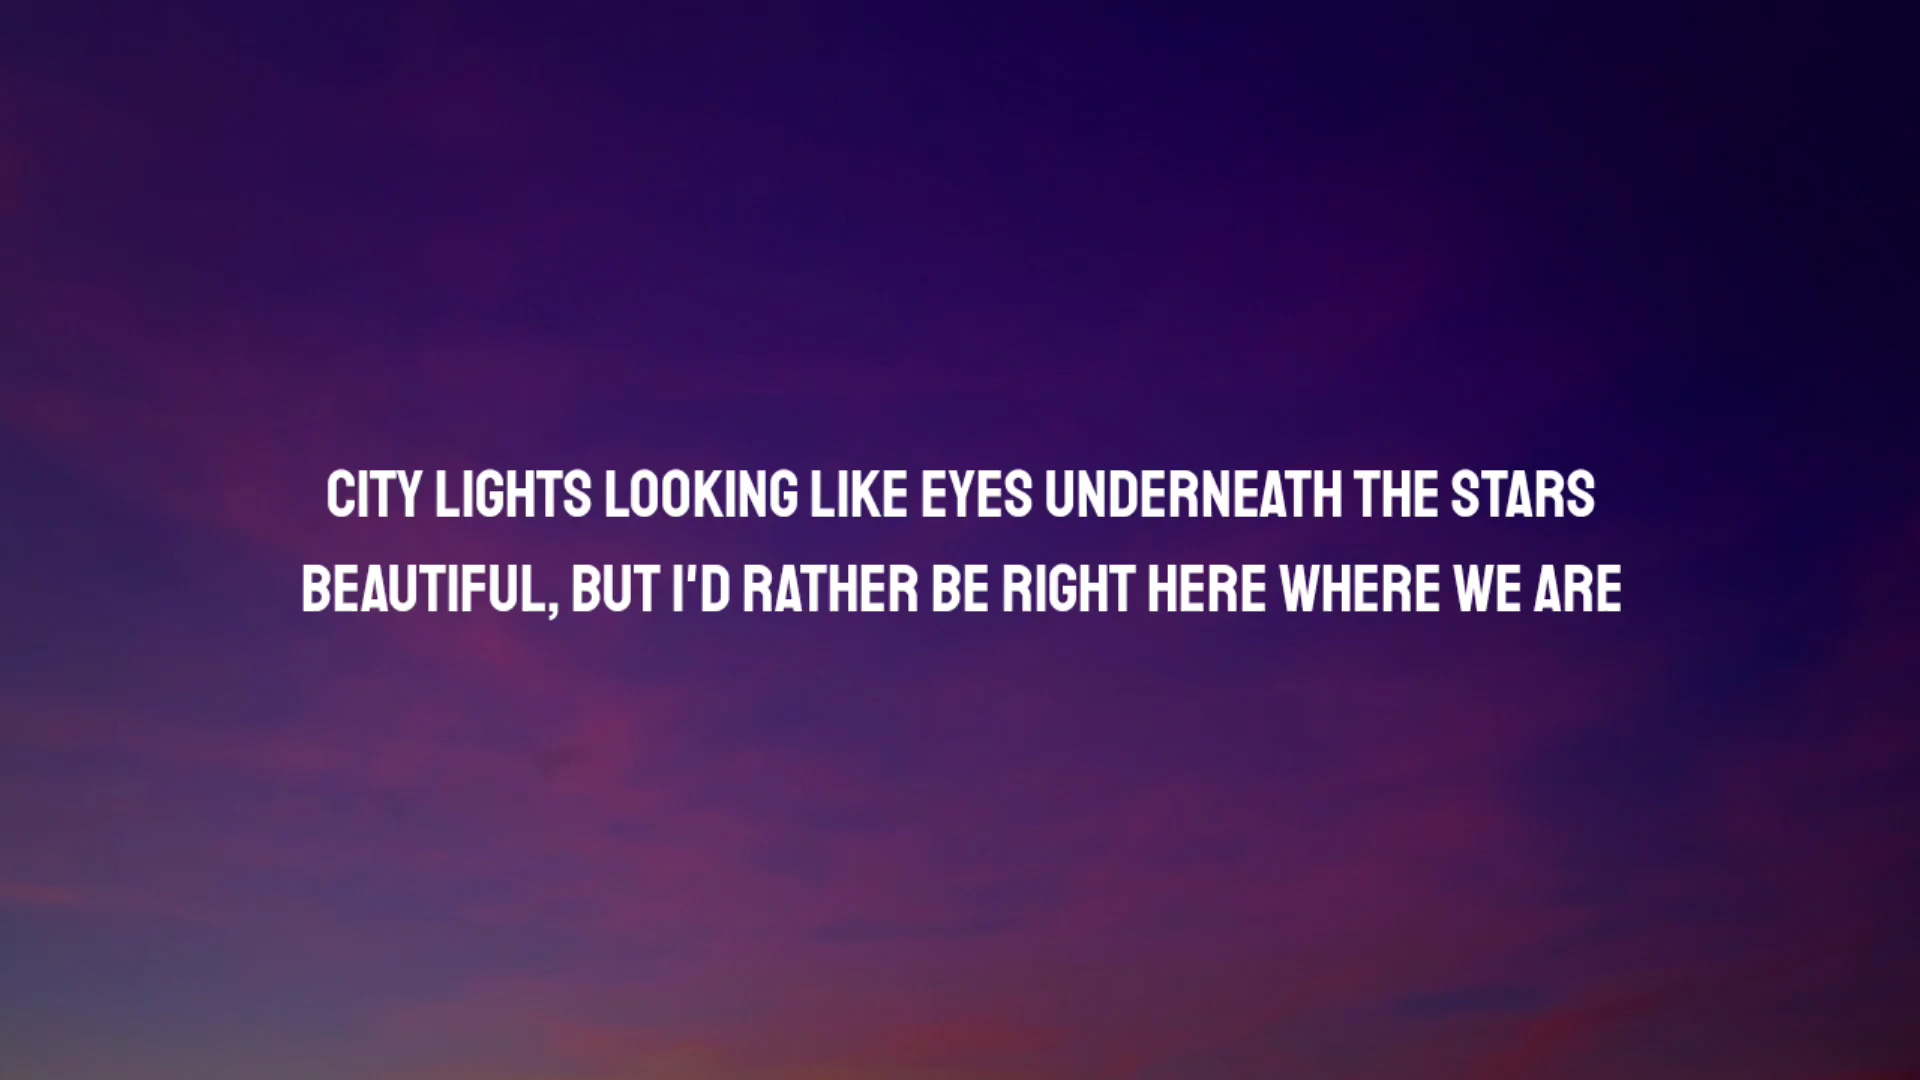 CITY LIGHTS LOOKING LIKE EYES UNDERNEATH THE STARS
BEAUTIFUL, BUT I'D RATHER BE RIGHT HERE WHERE WE ARE